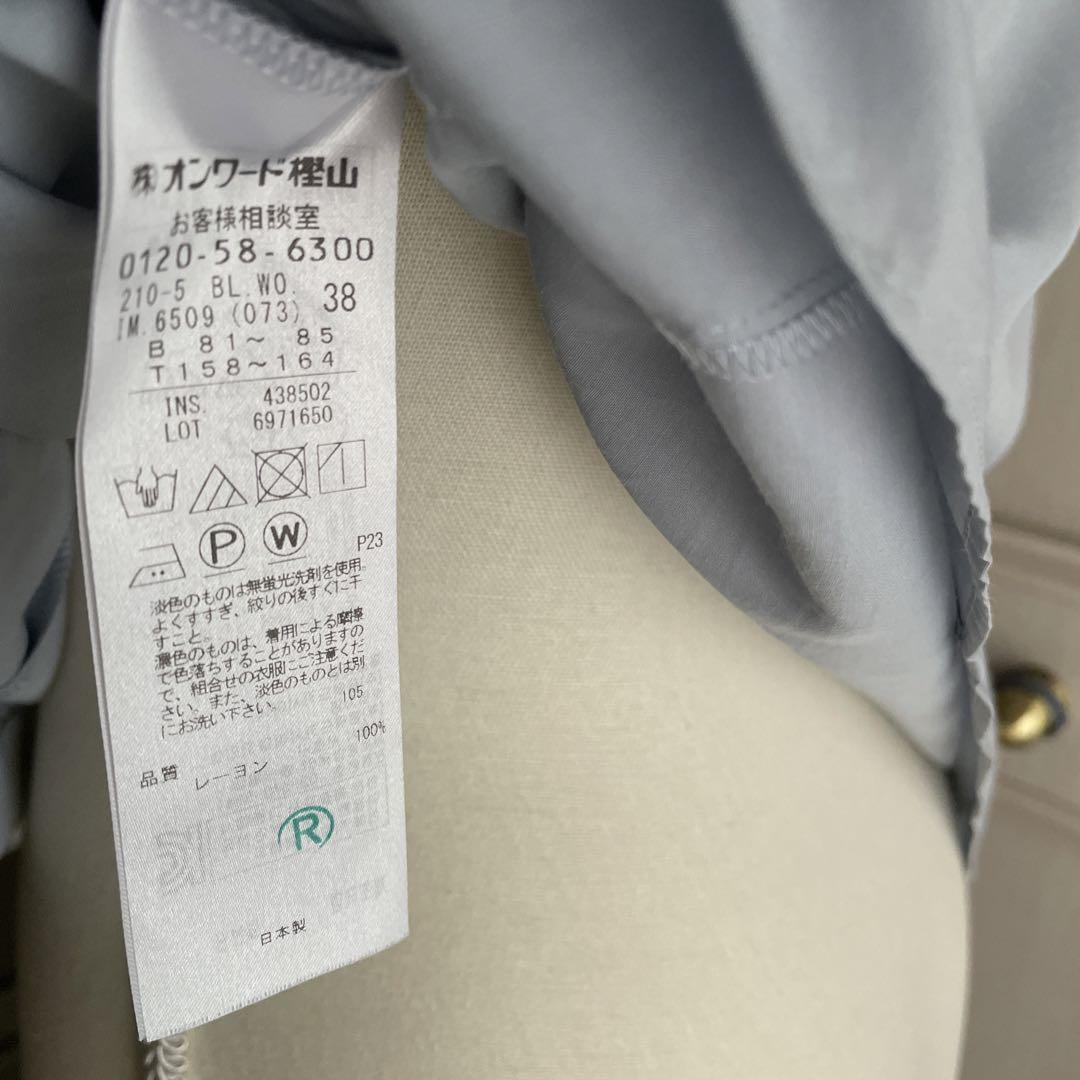 ㈱オンワード樫山
お客様相談室
0120-58-6300
210-5 BL.WO.
IM.6509 (073) 38
B 81～ 85
T158～164
INS. 438502
LOT 6971650
P W
P23
淡色のものは無蛍光洗剤を使用。
よくすすぎ、絞りの後すぐに干
すこと。
濃色のものは、着用による摩擦
で色落ちすることがありますの
で、組合せの衣服にご注意くだ
さい。また、淡色のものとは別
にお洗い下さい。 105
品質 レーヨン 100%
R
日本製